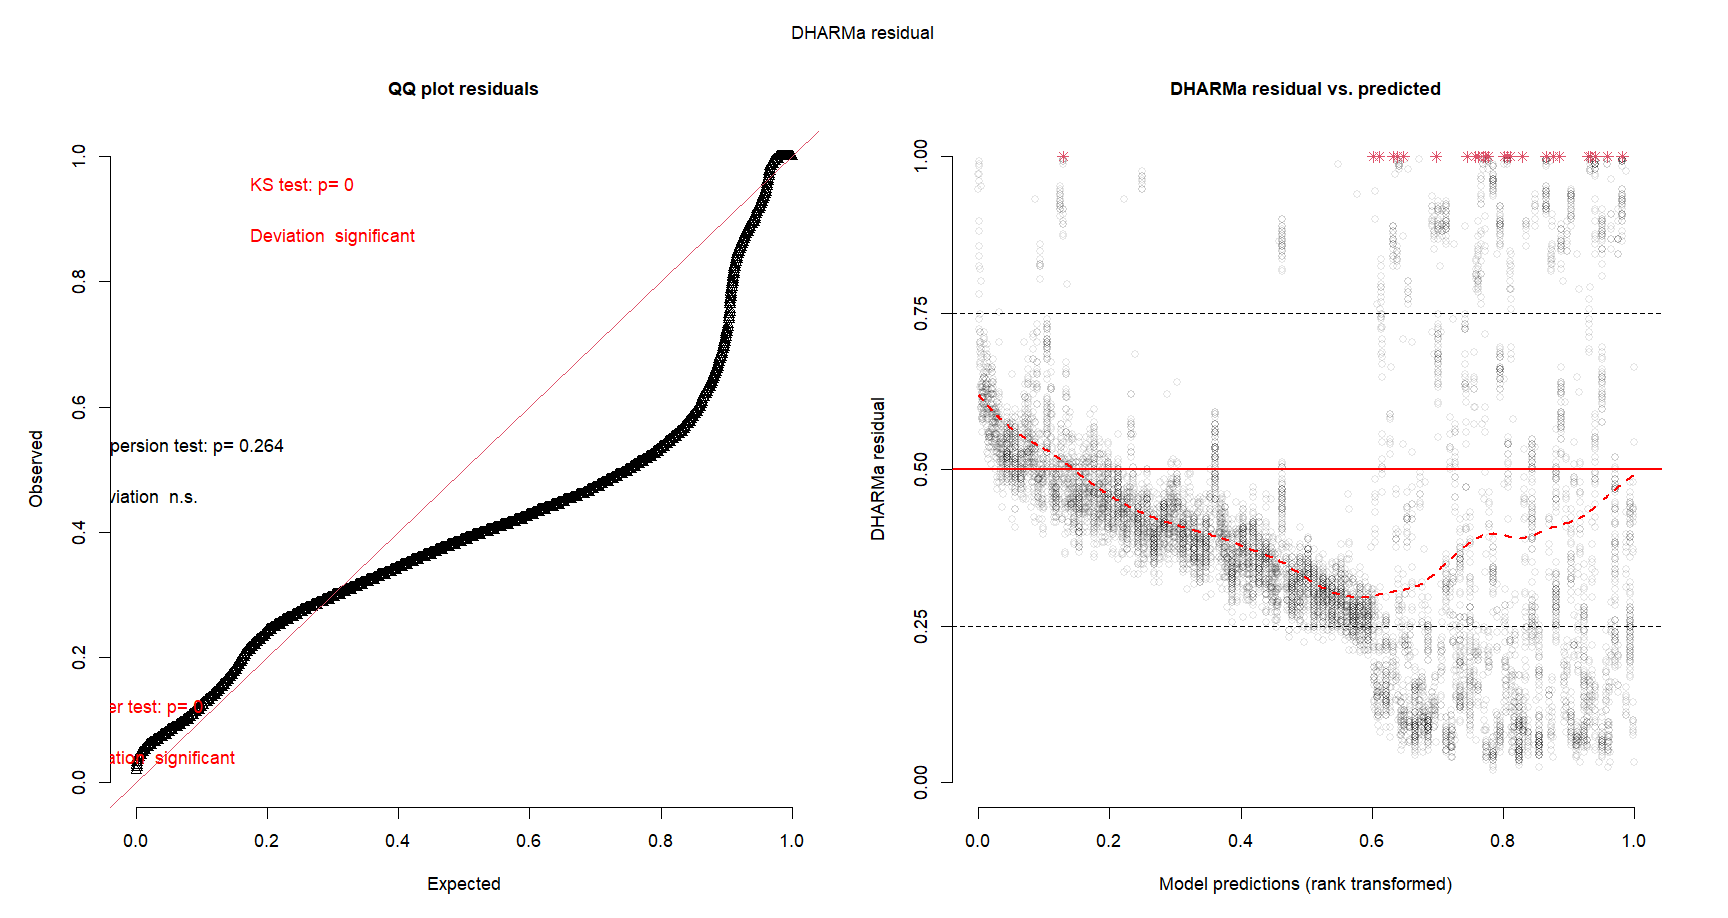 DHARMa residual
QQ plot residuals
KS test: p= 0
Deviation  significant
persion test: p= 0.264
viation  n.s.
er test: p= 0
ation  significant
Observed
0.0 0.2 0.4 0.6 0.8 1.0
0.0 0.2 0.4 0.6 0.8 1.0
Expected
DHARMa residual vs. predicted
DHARMa residual
0.00 0.25 0.50 0.75 1.00
0.0 0.2 0.4 0.6 0.8 1.0
Model predictions (rank transformed)